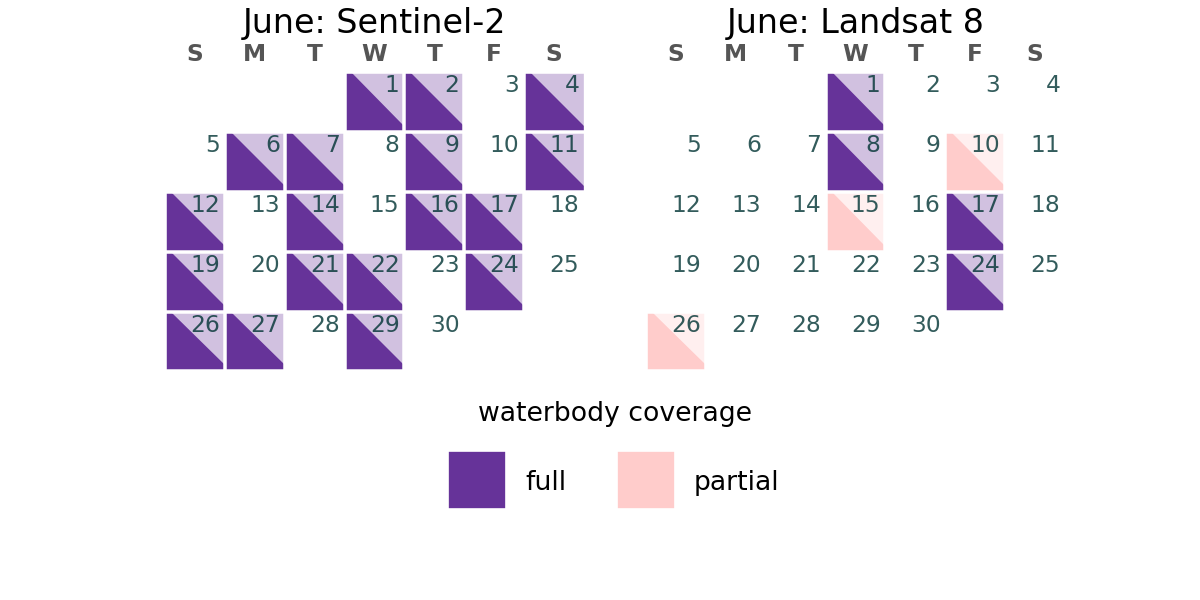 June: Sentinel-2
S M T W T F S
1 2 3 4
5 6 7 8 9 10 11
12 13 14 15 16 17 18
19 20 21 22 23 24 25
26 27 28 29 30
June: Landsat 8
S M T W T F S
1 2 3 4
5 6 7 8 9 10 11
12 13 14 15 16 17 18
19 20 21 22 23 24 25
26 27 28 29 30
waterbody coverage
full
partial